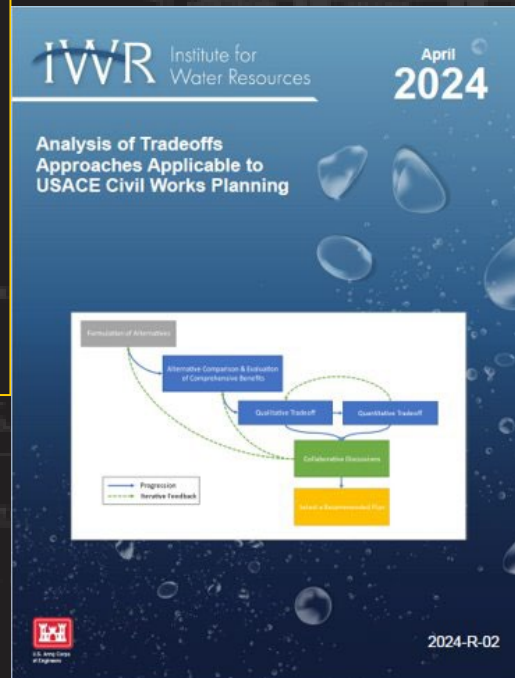 IWR
Institute for
Water Resources
April
2024
Analysis of Tradeoffs
Approaches Applicable to
USACE Civil Works Planning
Formulation of Alternatives
Alternative Comparison & Evaluation
of Comprehensive Benefits
Qualitative Tradeoff
Quantitative Tradeoff
Collaborative Discussions
Select a Recommended Plan
Progression
Iterative Feedback
U.S. Army Corps
of Engineers
2024-R-02